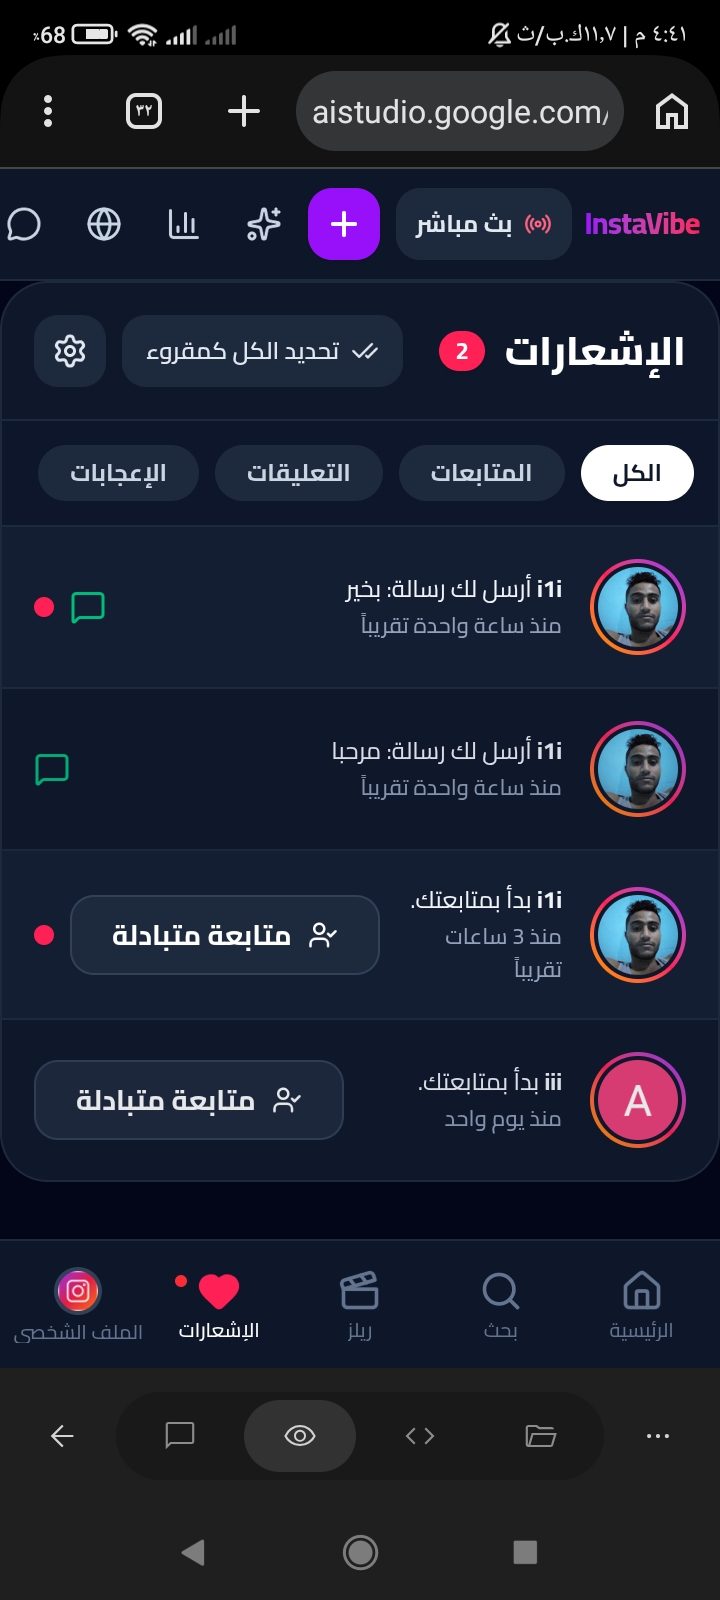 ٤:٤١ م | ١١,٧ك.ب/ث
68%
aistudio.google.com/
٣٢
InstaVibe
بث مباشر
الإشعارات 2
تحديد الكل كمقروء
الكل
المتابعات
التعليقات
الإعجابات
i1i أرسل لك رسالة: بخير
منذ ساعة واحدة تقريباً
i1i أرسل لك رسالة: مرحبا
منذ ساعة واحدة تقريباً
i1i بدأ بمتابعتك.
منذ 3 ساعات
تقريباً
متابعة متبادلة
A
iii بدأ بمتابعتك.
منذ يوم واحد
متابعة متبادلة
الرئيسية
بحث
ريلز
الإشعارات
الملف الشخصي